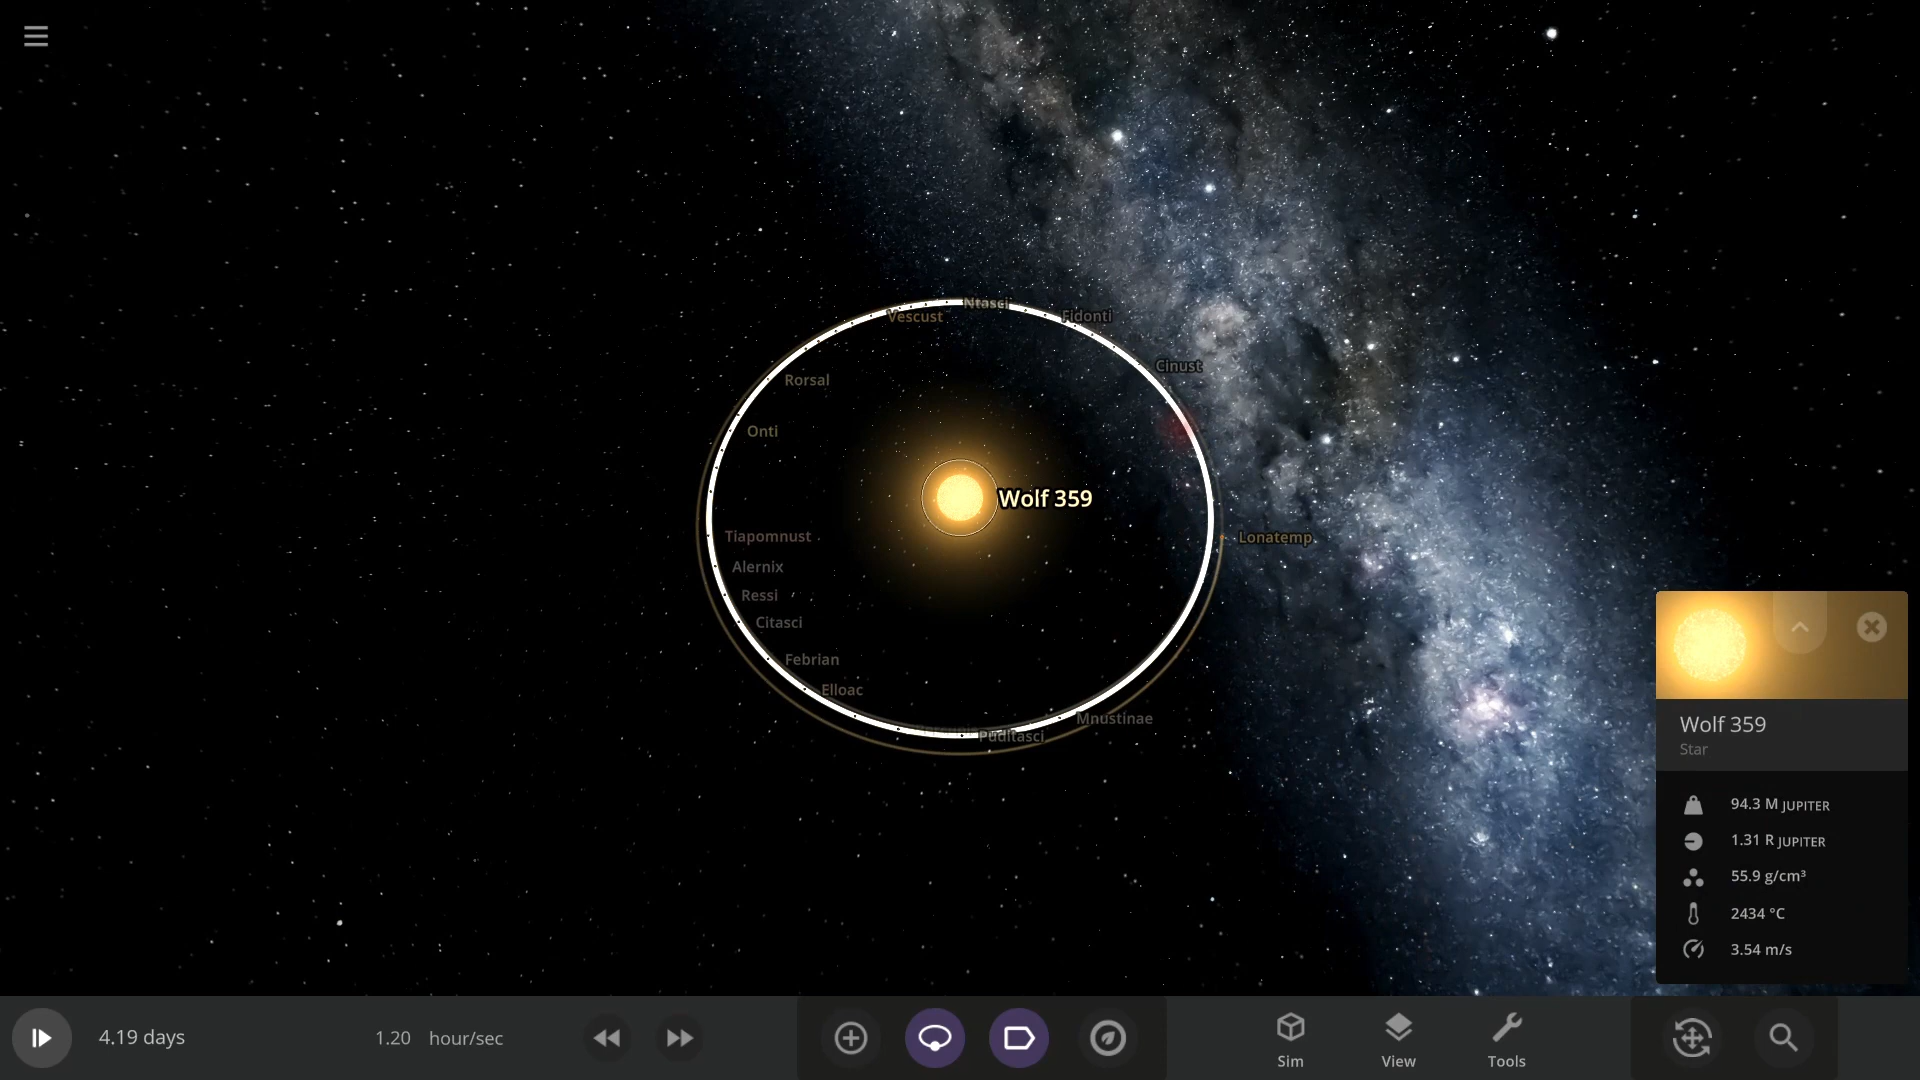 Ntasci
Vescust
Fidonti
Cinust
Rorsal
Onti
Wolf 359
Tiapomnust
Lonatemp
Alernix
Ressi
Citasci
Febrian
Elloac
Mnustinae
Puditasci
Wolf 359
Star
94.3 M JUPITER
1.31 R JUPITER
55.9 g/cm³
2434 °C
3.54 m/s
4.19 days
1.20 hour/sec
Sim
View
Tools